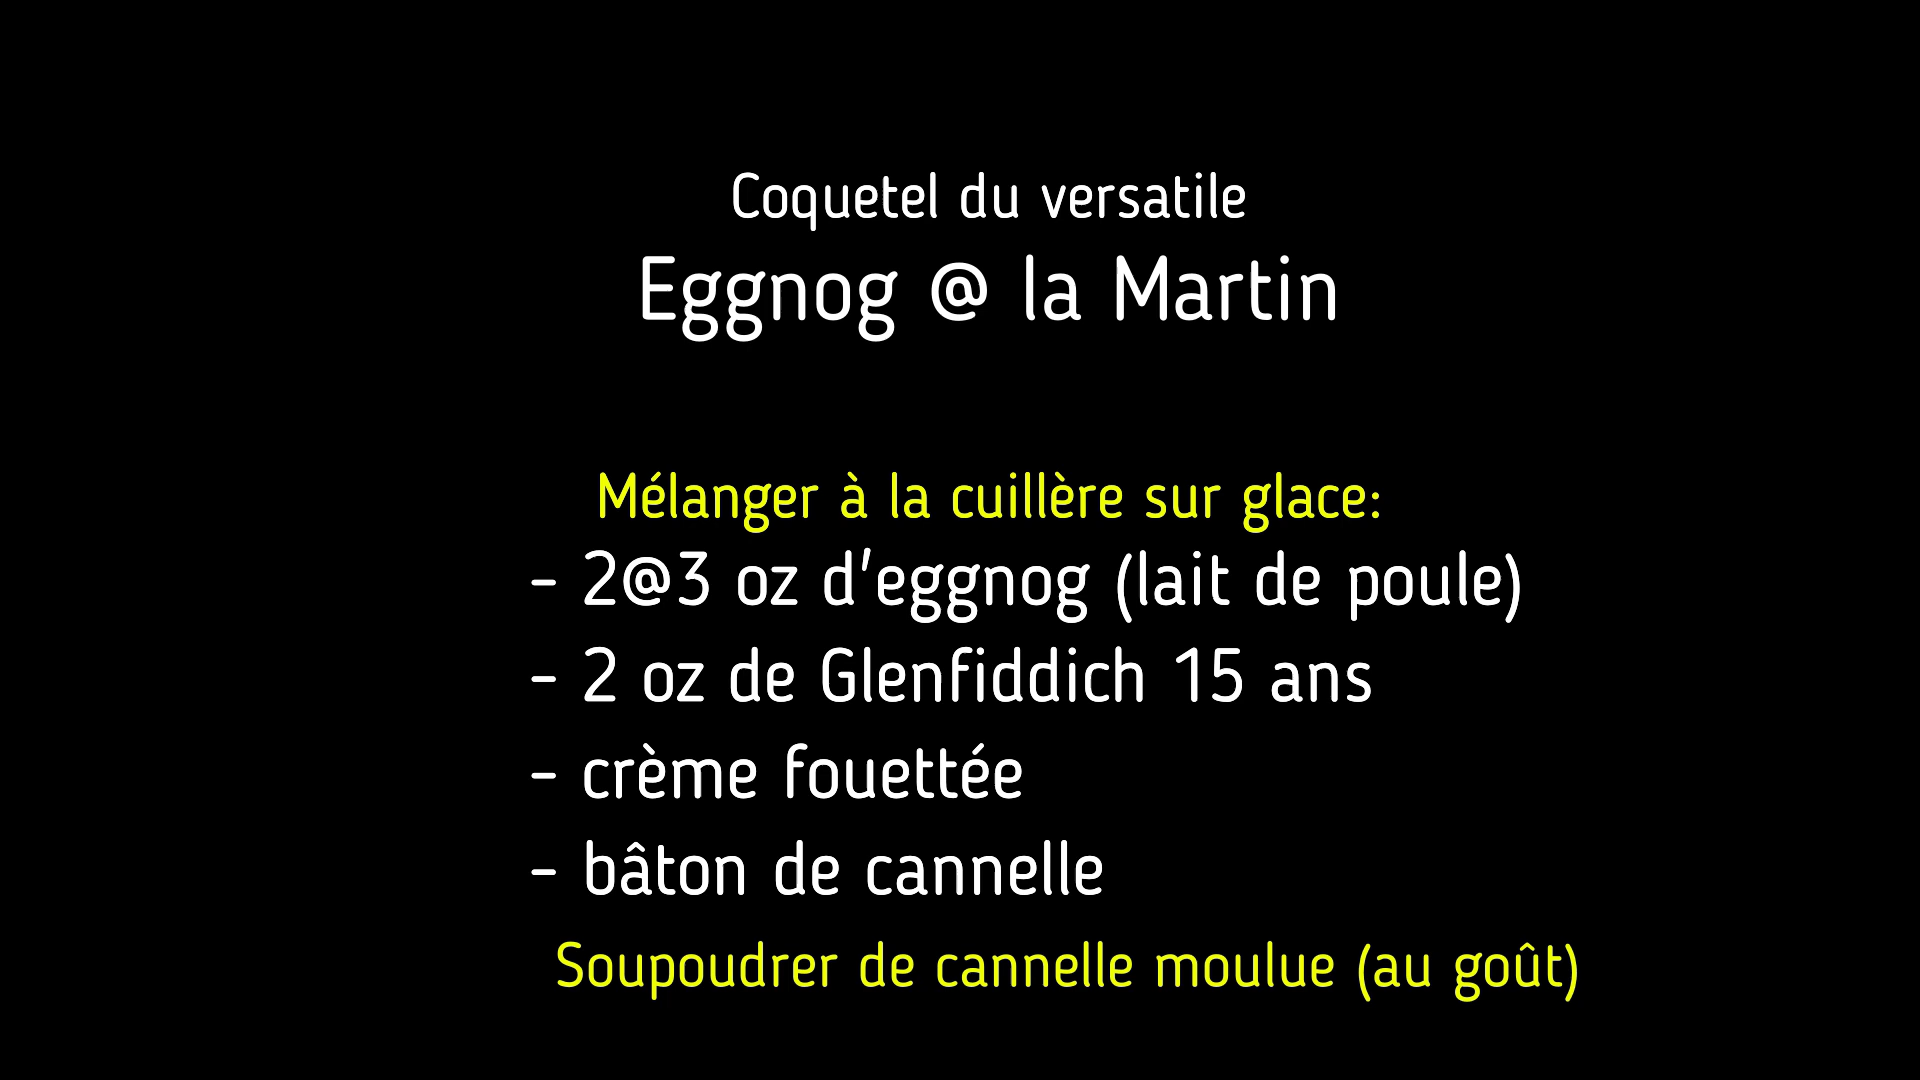 Coquetel du versatile
Eggnog @ la Martin
Mélanger à la cuillère sur glace:
- 2@3 oz d'eggnog (lait de poule)
- 2 oz de Glenfiddich 15 ans
- crème fouettée
- bâton de cannelle
Soupoudrer de cannelle moulue (au goût)